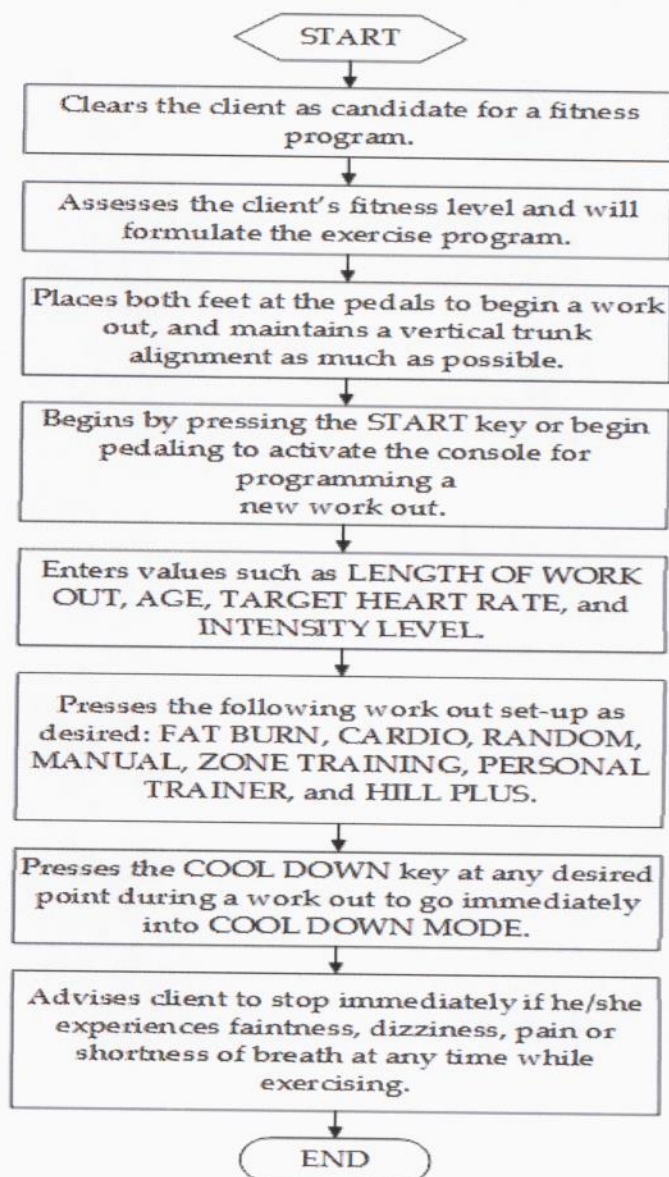 START
Clears the client as candidate for a fitness
program.
Assesses the client's fitness level and will
formulate the exercise program.
Places both feet at the pedals to begin a work
out, and maintains a vertical trunk
alignment as much as possible.
Begins by pressing the START key or begin
pedaling to activate the console for
programming a
new work out.
Enters values such as LENGTH OF WORK
OUT, AGE, TARGET HEART RATE, and
INTENSITY LEVEL.
Presses the following work out set-up as
desired: FAT BURN, CARDIO, RANDOM,
MANUAL, ZONE TRAINING, PERSONAL
TRAINER, and HILL PLUS.
Presses the COOL DOWN key at any desired
point during a work out to go immediately
into COOL DOWN MODE.
Advises client to stop immediately if he/she
experiences faintness, dizziness, pain or
shortness of breath at any time while
exercising.
END